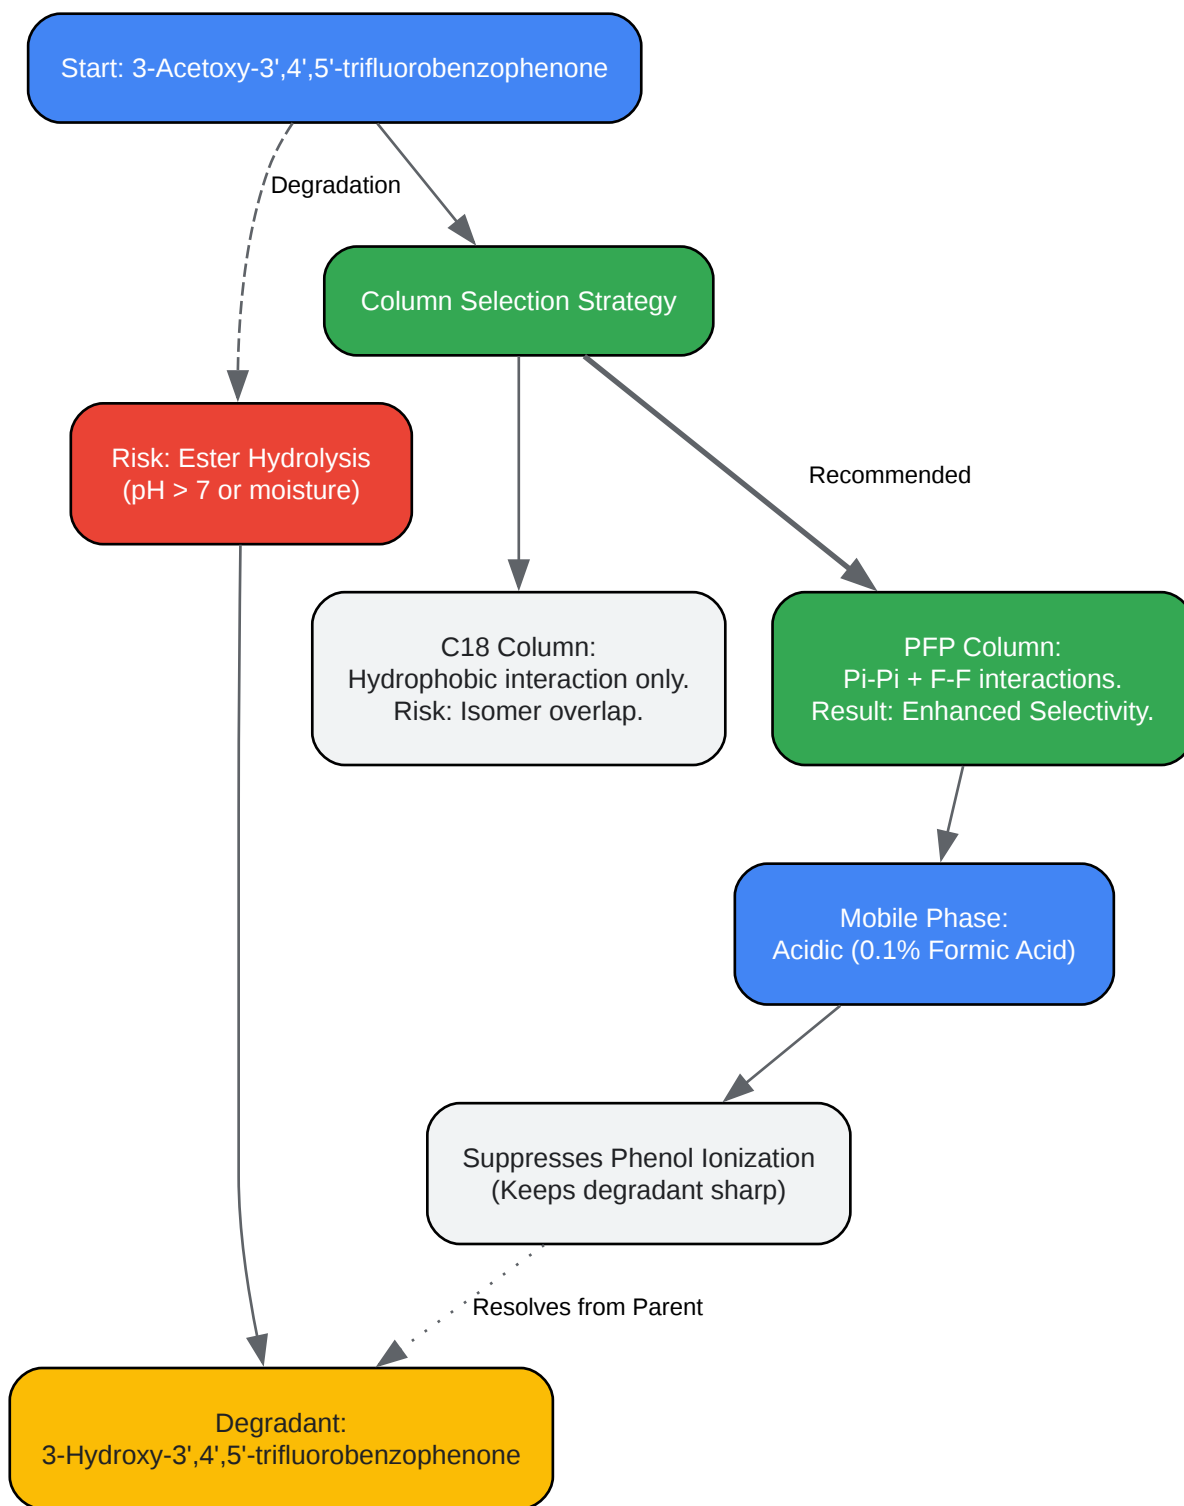 Start: 3-Acetoxy-3',4',5'-trifluorobenzophenone
Degradation
Column Selection Strategy
Risk: Ester Hydrolysis
(pH > 7 or moisture)
Recommended
C18 Column:
Hydrophobic interaction only.
Risk: Isomer overlap.
PFP Column:
Pi-Pi + F-F interactions.
Result: Enhanced Selectivity.
Mobile Phase:
Acidic (0.1% Formic Acid)
Suppresses Phenol Ionization
(Keeps degradant sharp)
Resolves from Parent
Degradant:
3-Hydroxy-3',4',5'-trifluorobenzophenone